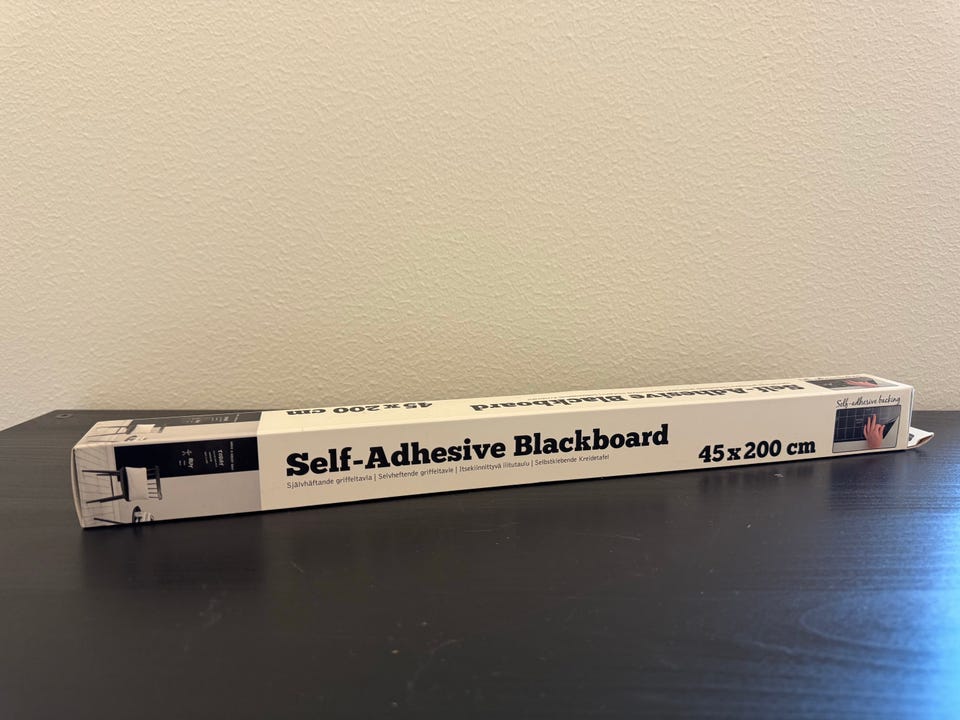 45 x 200 cm
Self-Adhesive Blackboard
Self-Adhesive Blackboard
Självhäftande griffeltavla | Selvheftende griffeltavle | Itsekiinnittyvä liitutaulu | Selbstklebende Kreidetafel
45 x 200 cm
Self-adhesive backing